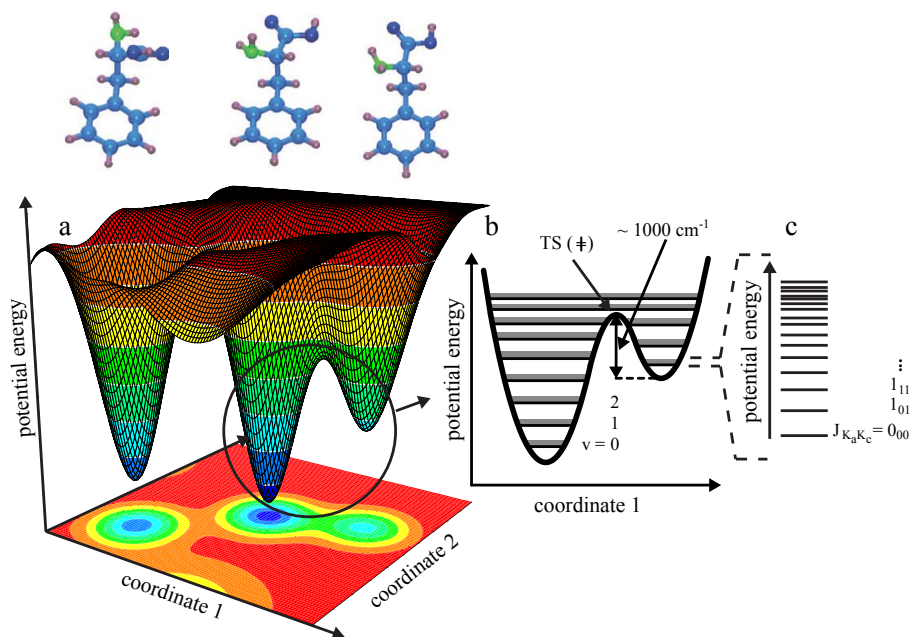 a
potential energy
coordinate 1
coordinate 2
b
TS (ǂ)
~ 1000 cm⁻¹
potential energy
2
1
v = 0
coordinate 1
c
potential energy
⋮
1₁₁
1₀₁
J_{KₐK_c} = 0₀₀